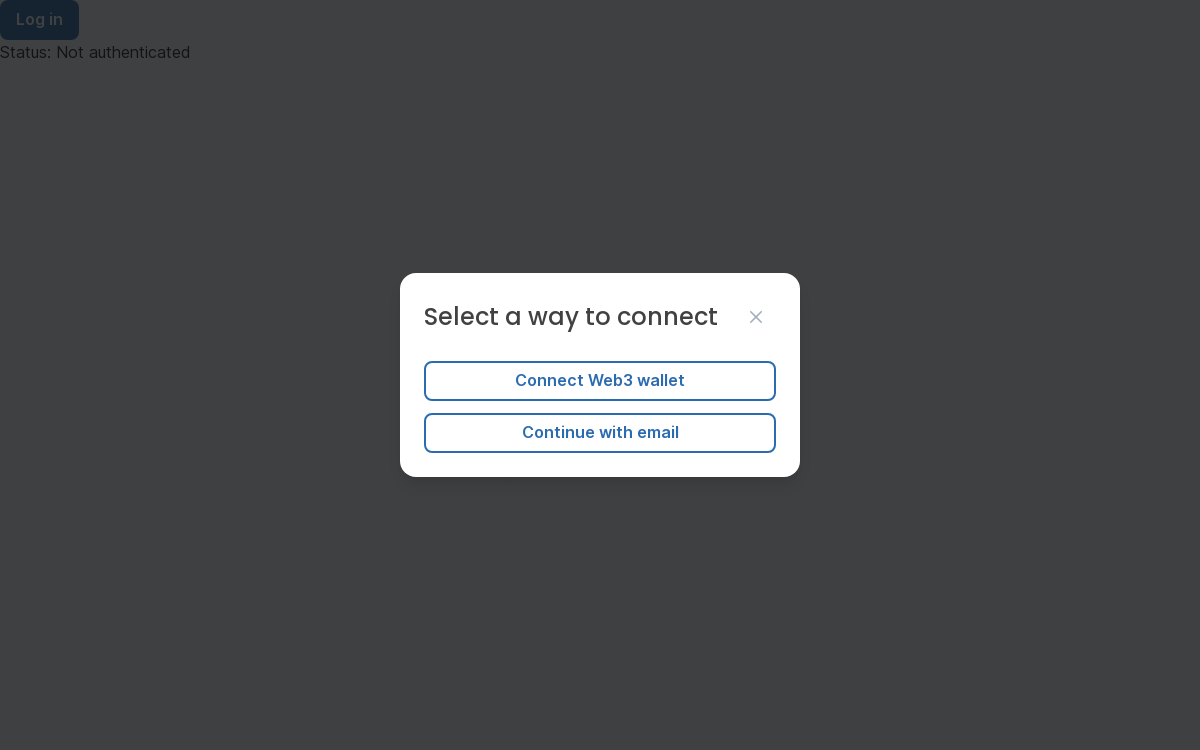 Log in
Status: Not authenticated
Select a way to connect
Connect Web3 wallet
Continue with email